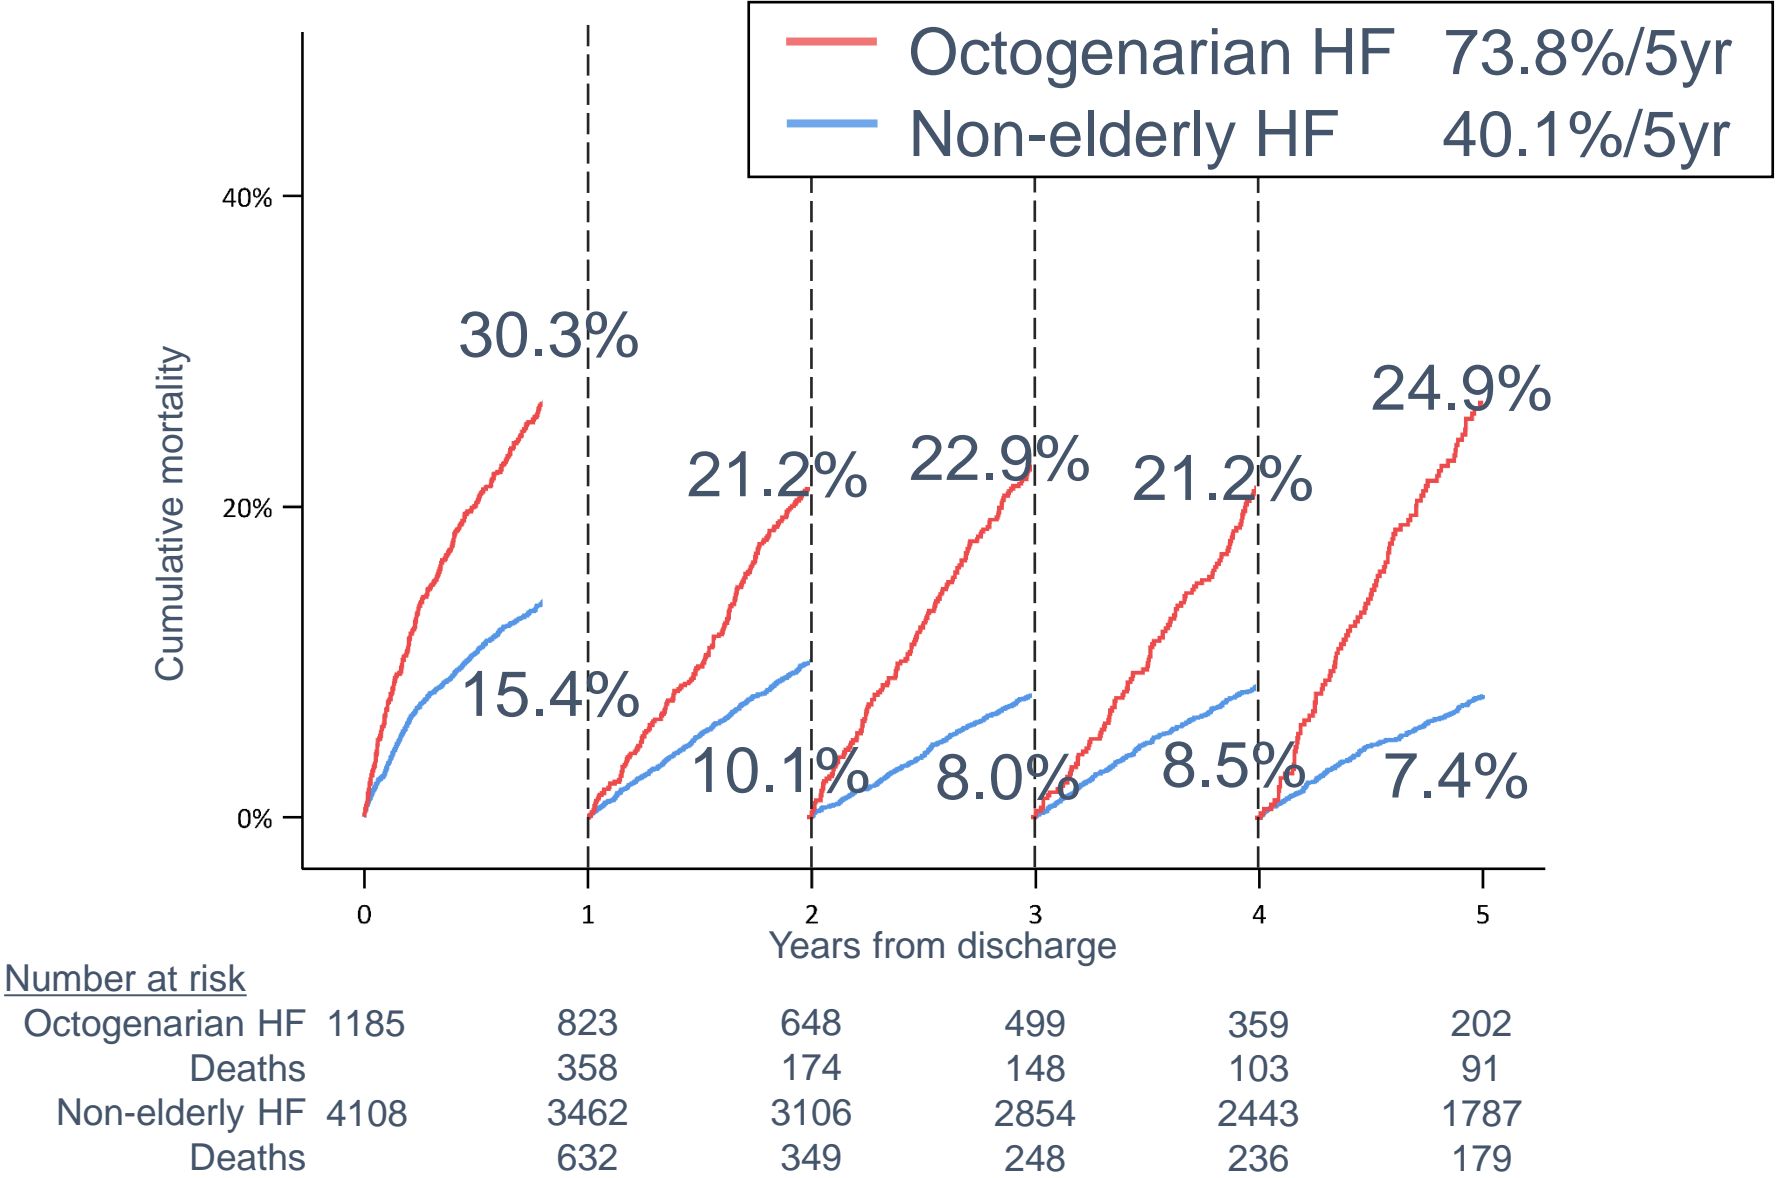 Octogenarian HF 73.8%/5yr
Non-elderly HF 40.1%/5yr
40%
20%
0%
Cumulative mortality
30.3%
21.2%
22.9%
21.2%
24.9%
15.4%
10.1%
8.0%
8.5%
7.4%
0 1 2 3 4 5
Years from discharge
Number at risk
Octogenarian HF 1185 823 648 499 359 202
Deaths 358 174 148 103 91
Non-elderly HF 4108 3462 3106 2854 2443 1787
Deaths 632 349 248 236 179